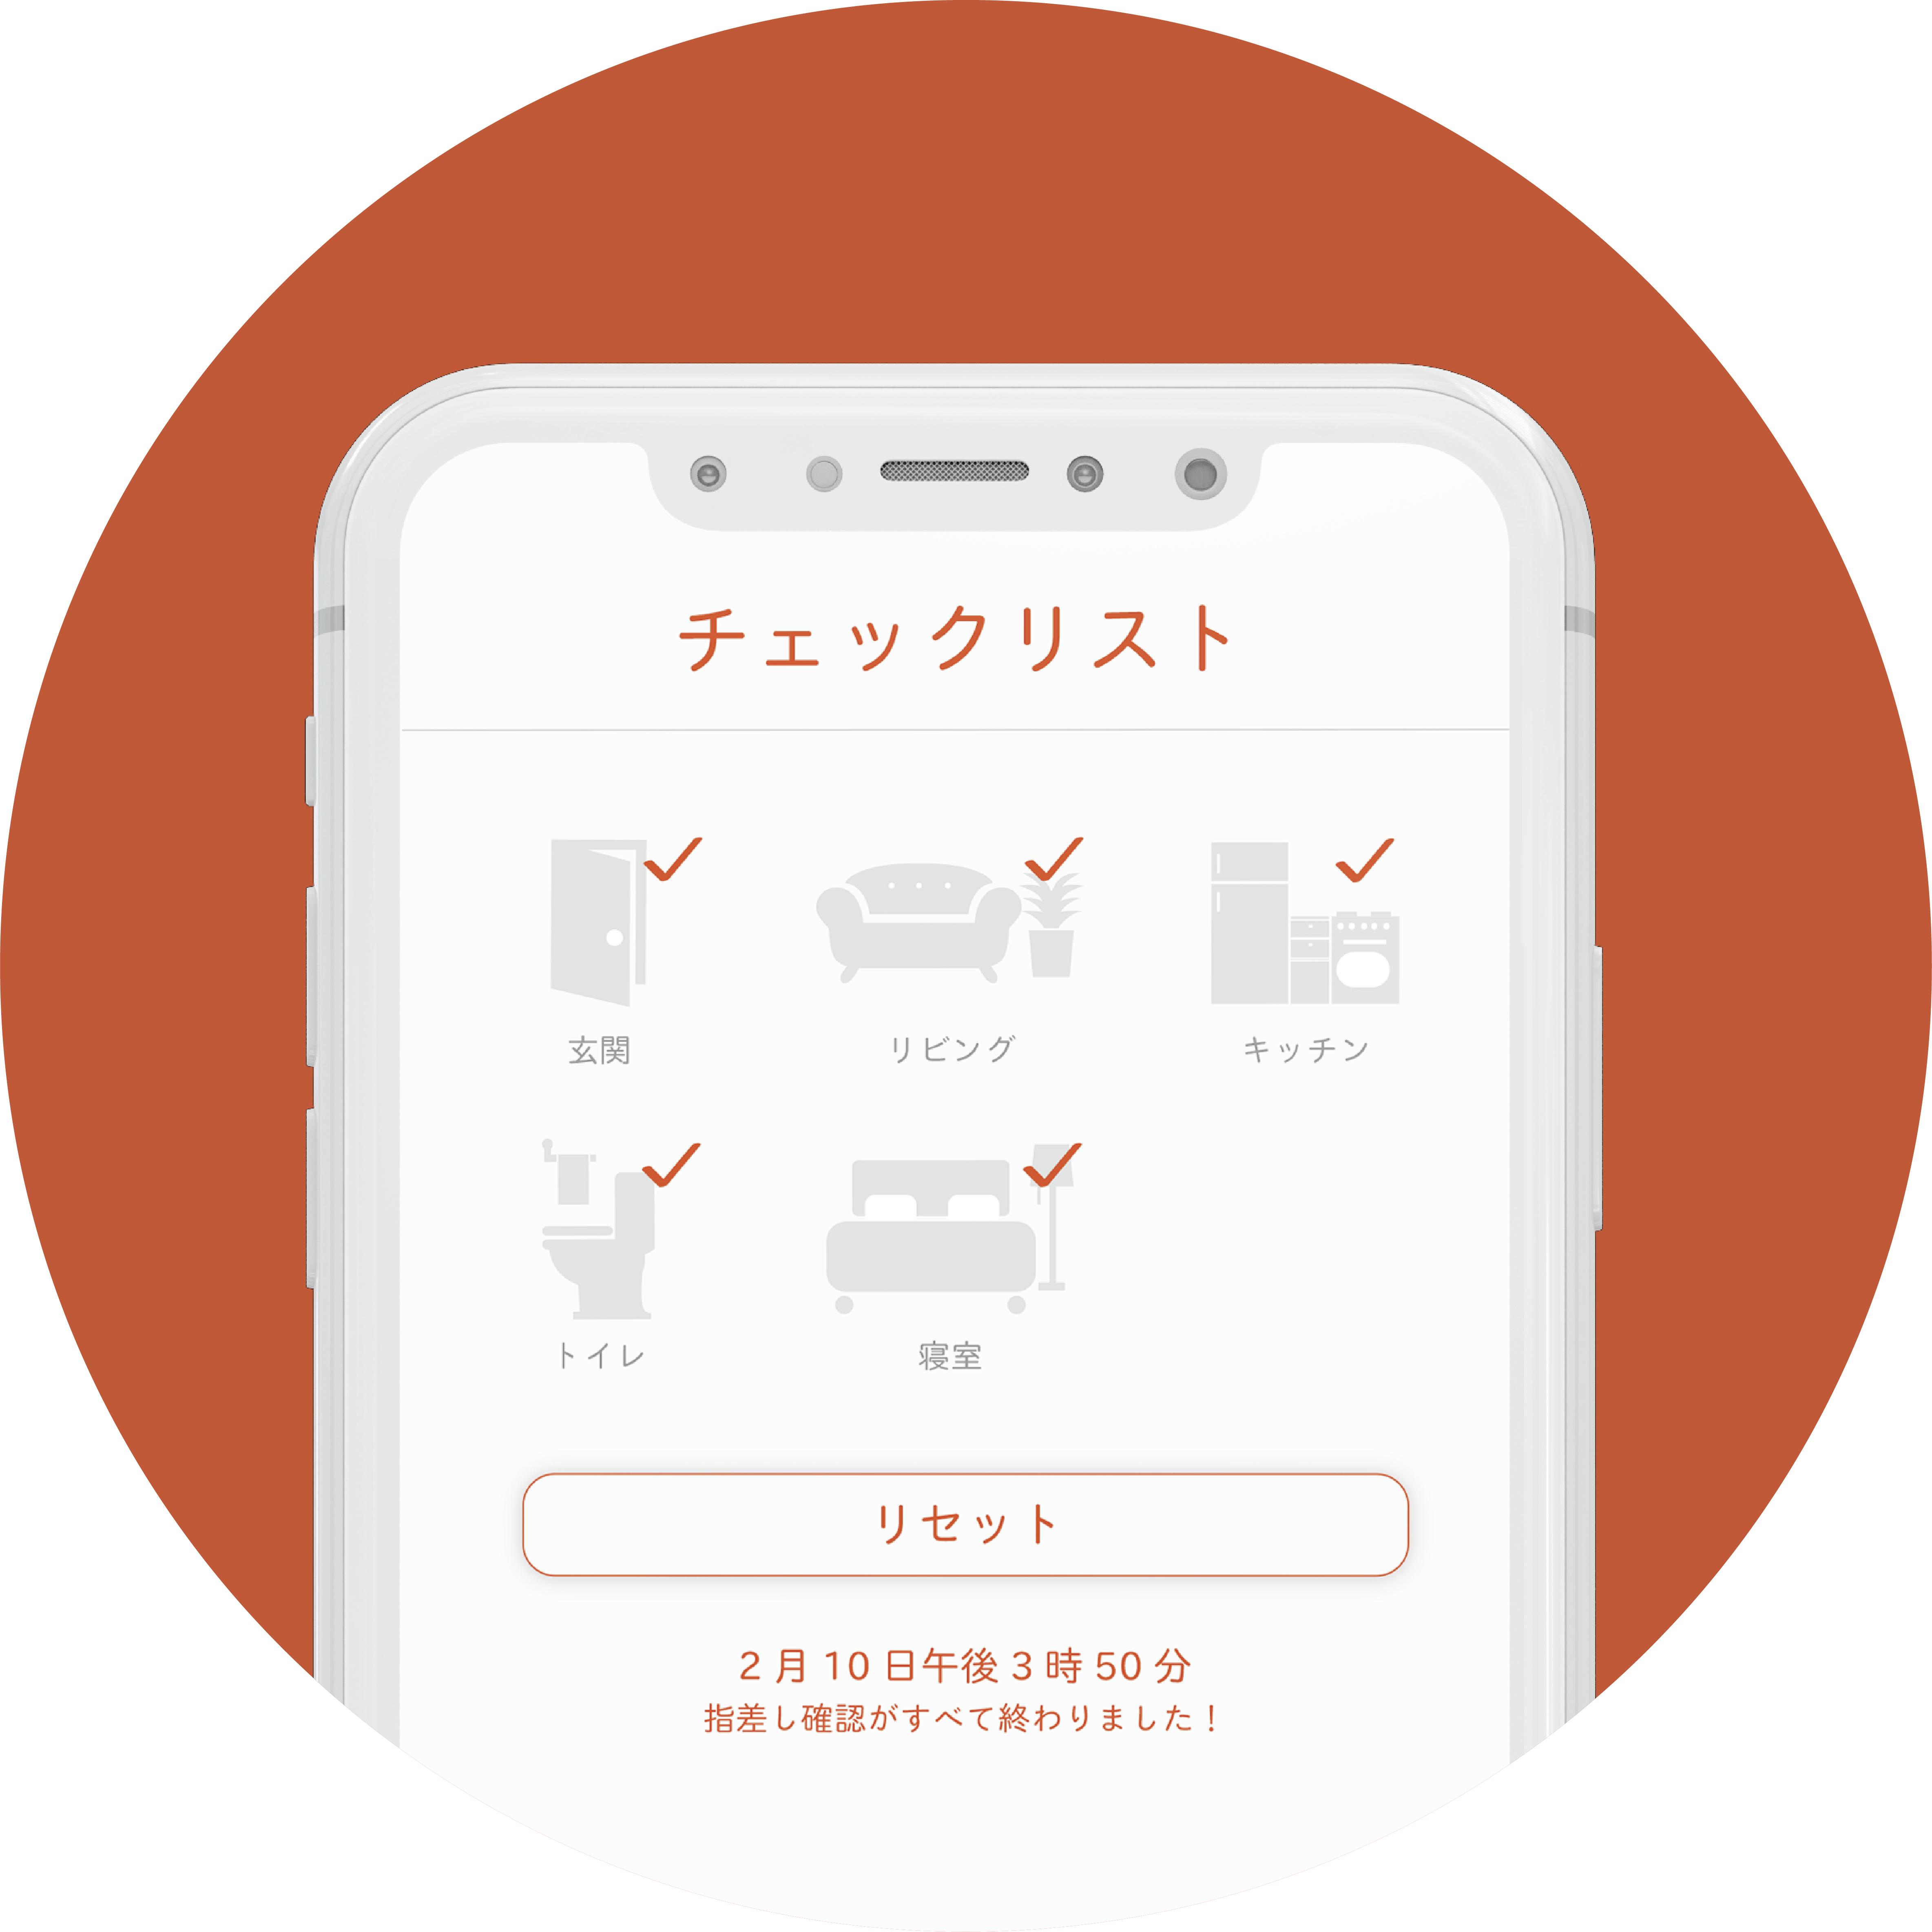 チェックリスト
玄関
リビング
キッチン
トイレ
寝室
リセット
2月10日午後3時50分
指差し確認がすべて終わりました！